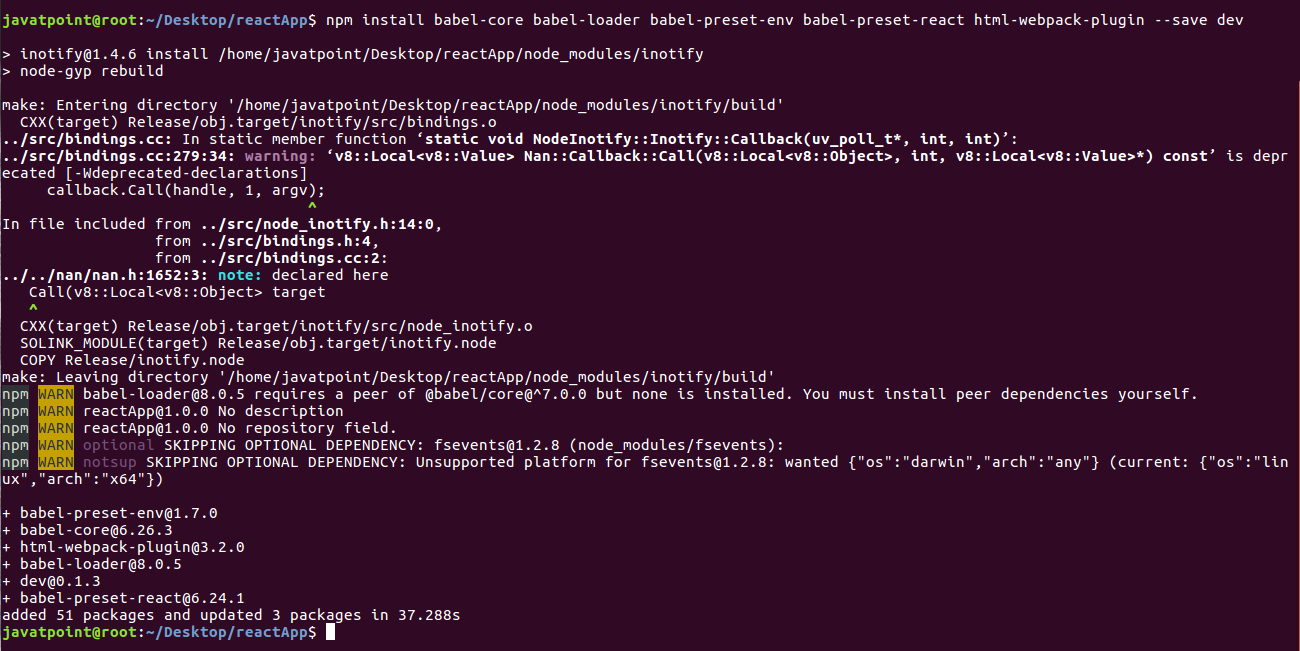 javatpoint@root:~/Desktop/reactApp$ npm install babel-core babel-loader babel-preset-env babel-preset-react html-webpack-plugin --save dev
> inotify@1.4.6 install /home/javatpoint/Desktop/reactApp/node_modules/inotify
> node-gyp rebuild
make: Entering directory '/home/javatpoint/Desktop/reactApp/node_modules/inotify/build'
  CXX(target) Release/obj.target/inotify/src/bindings.o
../src/bindings.cc: In static member function ‘static void NodeInotify::Inotify::Callback(uv_poll_t*, int, int)’:
../src/bindings.cc:279:34: warning: ‘v8::Local<v8::Value> Nan::Callback::Call(v8::Local<v8::Object>, int, v8::Local<v8::Value>*) const’ is depr
ecated [-Wdeprecated-declarations]
     callback.Call(handle, 1, argv);
                                  ^
In file included from ../src/node_inotify.h:14:0,
                 from ../src/bindings.h:4,
                 from ../src/bindings.cc:2:
../../nan/nan.h:1652:3: note: declared here
   Call(v8::Local<v8::Object> target
   ^
  CXX(target) Release/obj.target/inotify/src/node_inotify.o
  SOLINK_MODULE(target) Release/obj.target/inotify.node
  COPY Release/inotify.node
make: Leaving directory '/home/javatpoint/Desktop/reactApp/node_modules/inotify/build'
npm WARN babel-loader@8.0.5 requires a peer of @babel/core@^7.0.0 but none is installed. You must install peer dependencies yourself.
npm WARN reactApp@1.0.0 No description
npm WARN reactApp@1.0.0 No repository field.
npm WARN optional SKIPPING OPTIONAL DEPENDENCY: fsevents@1.2.8 (node_modules/fsevents):
npm WARN notsup SKIPPING OPTIONAL DEPENDENCY: Unsupported platform for fsevents@1.2.8: wanted {"os":"darwin","arch":"any"} (current: {"os":"lin
ux","arch":"x64"})
+ babel-preset-env@1.7.0
+ babel-core@6.26.3
+ html-webpack-plugin@3.2.0
+ babel-loader@8.0.5
+ dev@0.1.3
+ babel-preset-react@6.24.1
added 51 packages and updated 3 packages in 37.288s
javatpoint@root:~/Desktop/reactApp$